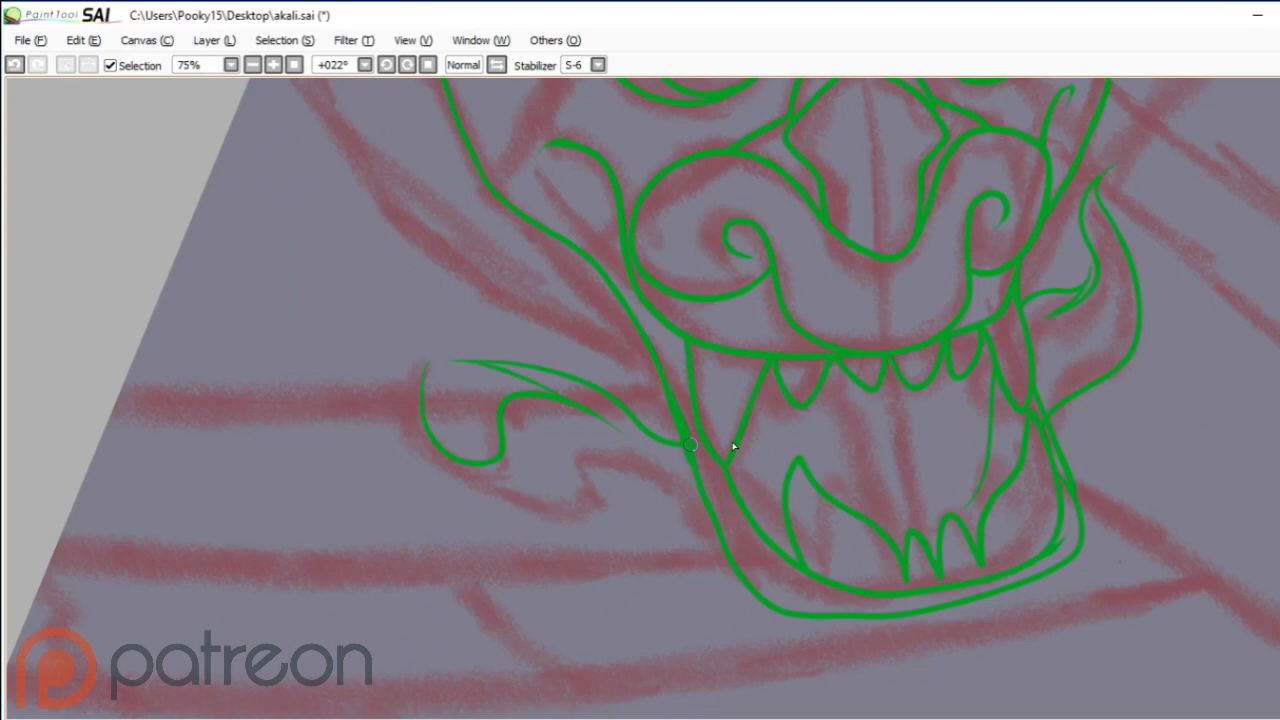 PaintTool SAI C:\Users\Pooky15\Desktop\akali.sai (*)
File (F) Edit (E) Canvas (C) Layer (L) Selection (S) Filter (T) View (V) Window (W) Others (O)
Selection 75% +022° Normal Stabilizer S-6
patreon